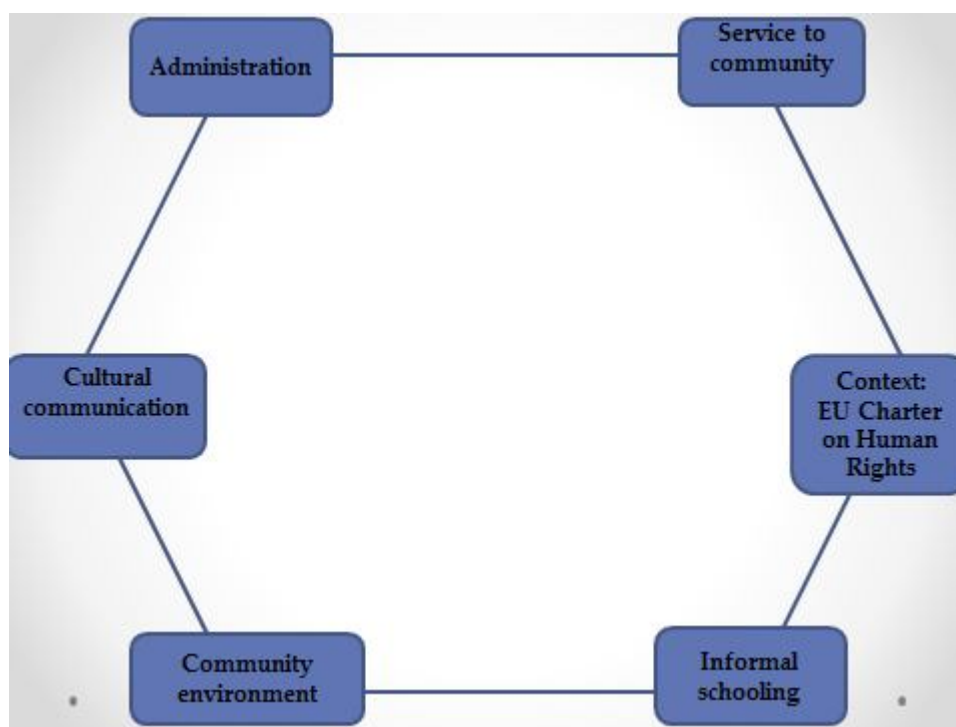 Administration
Service to
community
Cultural
communication
Context:
EU Charter
on Human
Rights
Community
environment
Informal
schooling